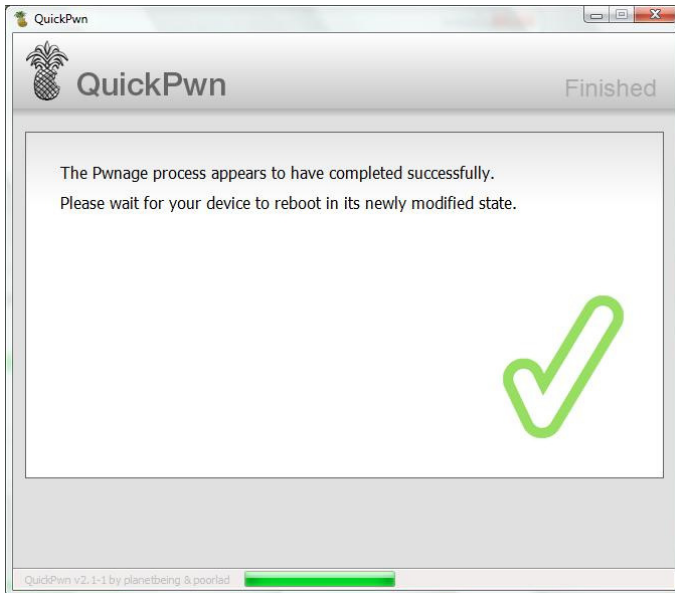 QuickPwn
QuickPwn
Finished
The Pwnage process appears to have completed successfully.
Please wait for your device to reboot in its newly modified state.
QuickPwn v2.1-1 by planetbeing & poorlad